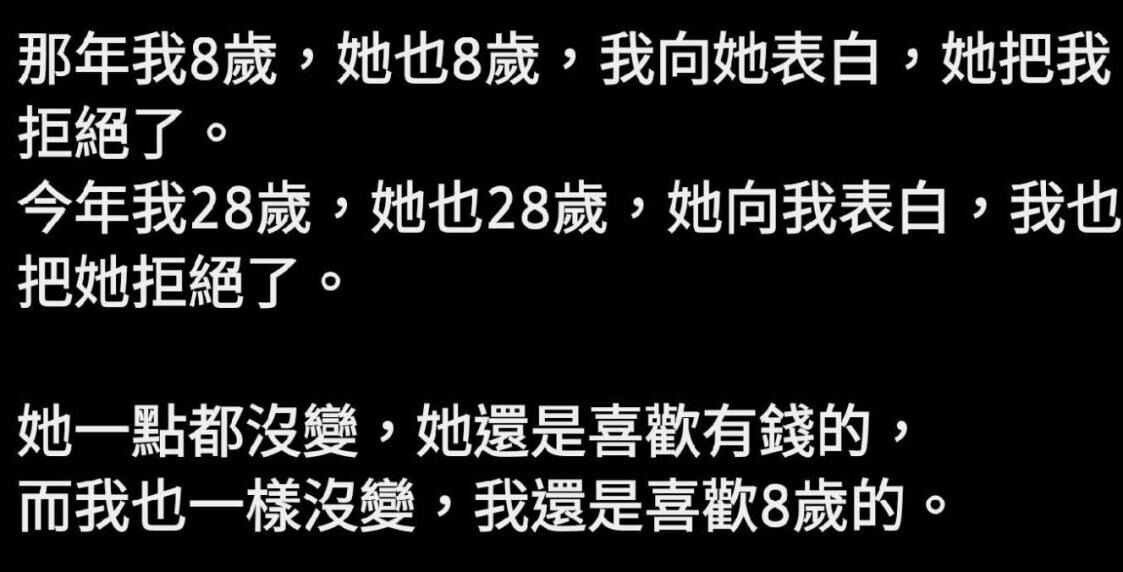 那年我8歲，她也8歲，我向她表白，她把我
拒絕了。
今年我28歲，她也28歲，她向我表白，我也
把她拒絕了。
她一點都沒變，她還是喜歡有錢的，
而我也一樣沒變，我還是喜歡8歲的。